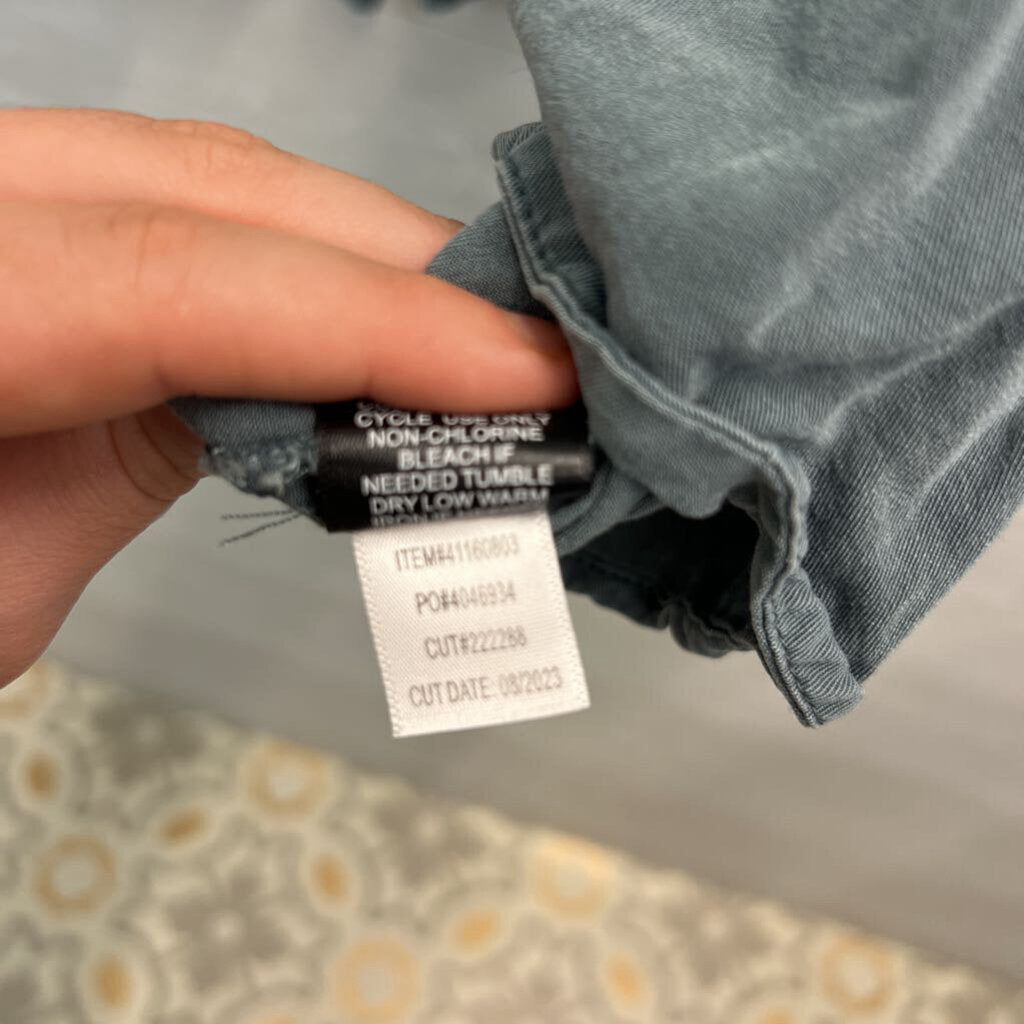 CYCLE USE ONLY
NON-CHLORINE
BLEACH IF
NEEDED TUMBLE
DRY LOW WARM
ITEM#41160803
PO#4046934
CUT#222288
CUT DATE: 08/2023